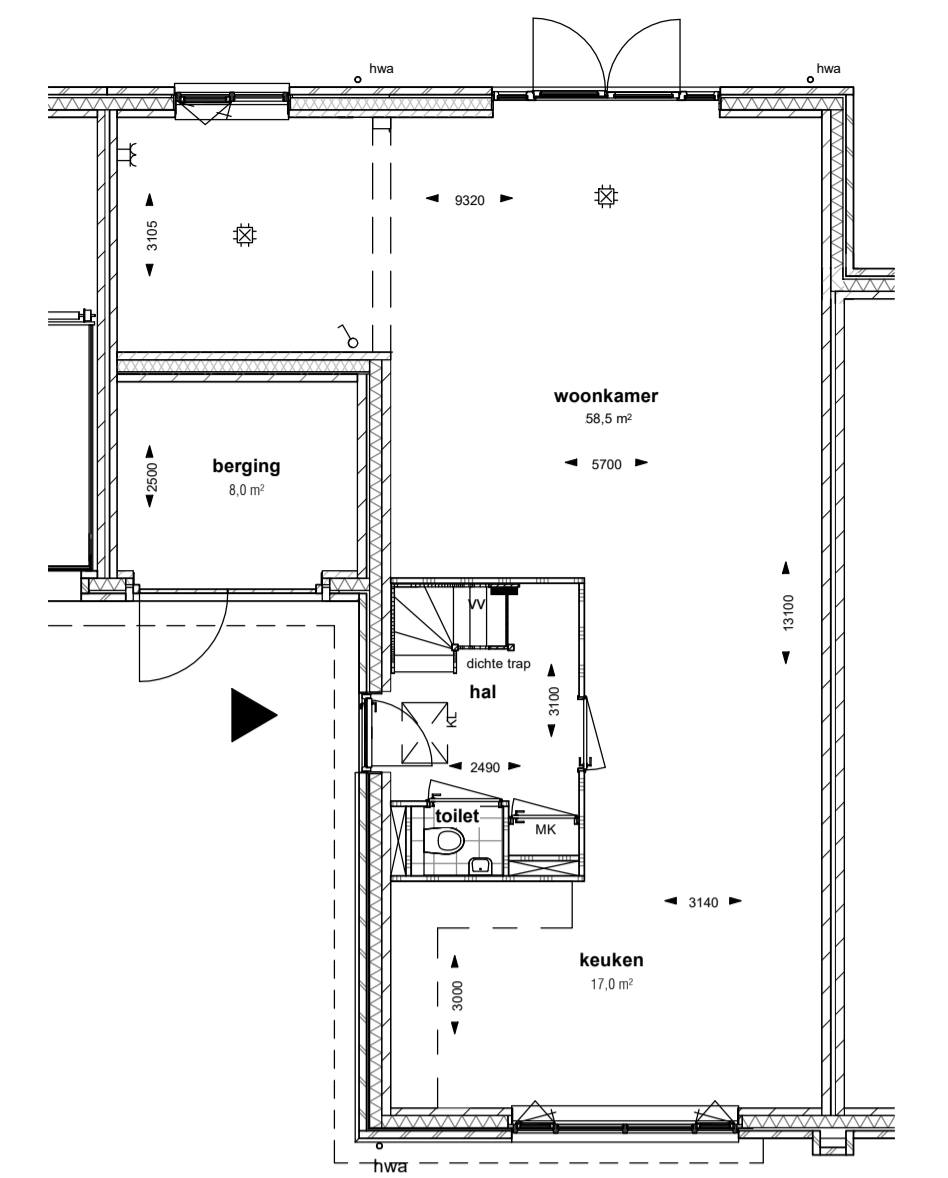 hwa
hwa
9320
3105
woonkamer
58,5 m²
5700
berging
8,0 m²
2500
13100
VV
dichte trap
hal
3100
KL
2490
toilet
MK
3140
keuken
17,0 m²
3000
hwa